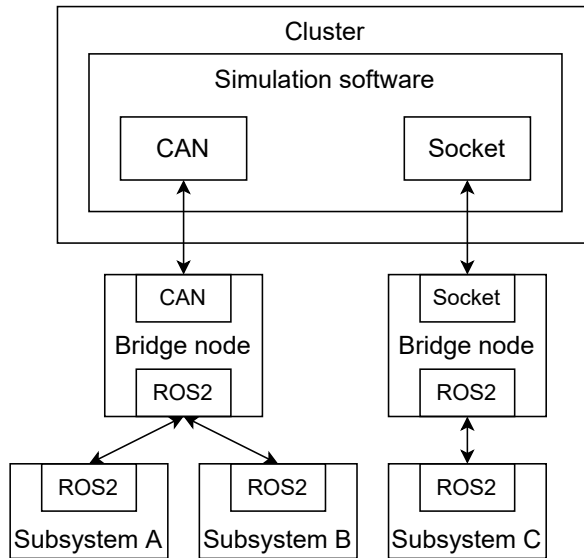 Cluster
Simulation software
CAN
Socket
CAN
Socket
Bridge node
Bridge node
ROS2
ROS2
ROS2
ROS2
ROS2
Subsystem A
Subsystem B
Subsystem C